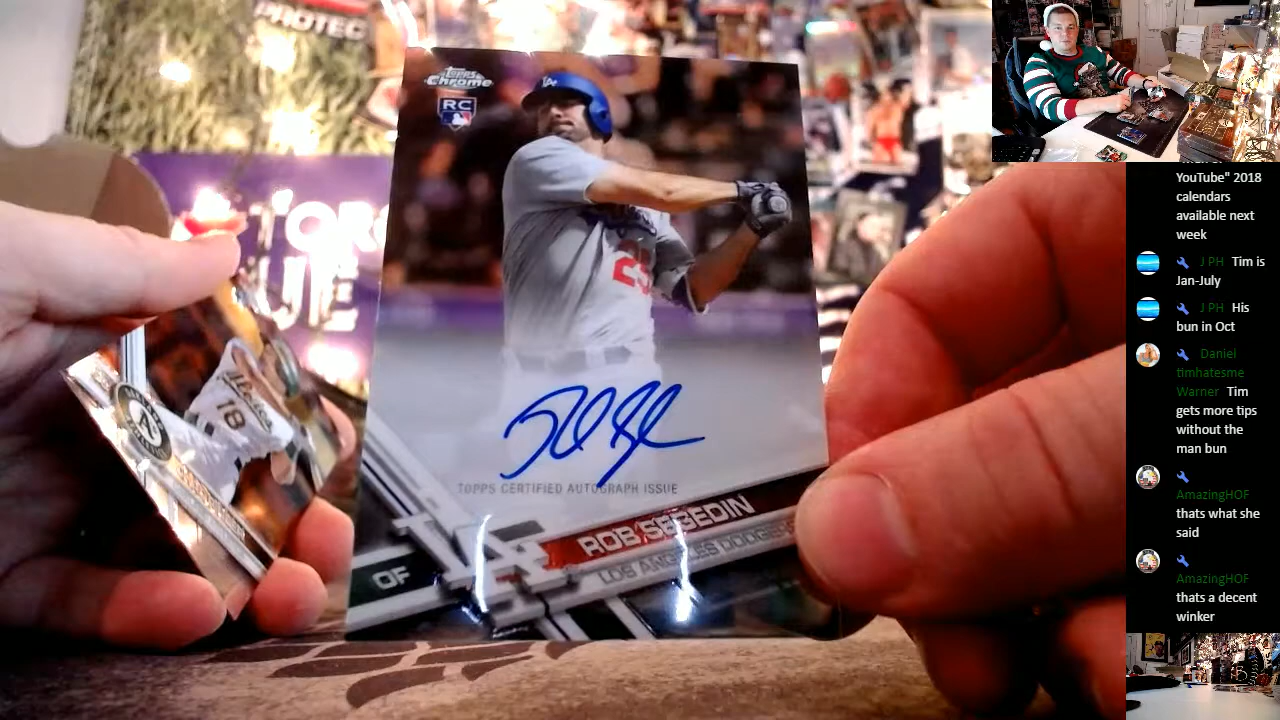 PROTEC
Topps
Chrome
RC
LA
25
18
TOPPS CERTIFIED AUTOGRAPH ISSUE
ROB SEGEDIN
LOS ANGELES DODGERS
OF
YouTube" 2018
calendars
available next
week
J PH Tim is
Jan-July
J PH His
bun in Oct
Daniel
timhatesme
Warner Tim
gets more tips
without the
man bun
AmazingHOF
thats what she
said
AmazingHOF
thats a decent
winker